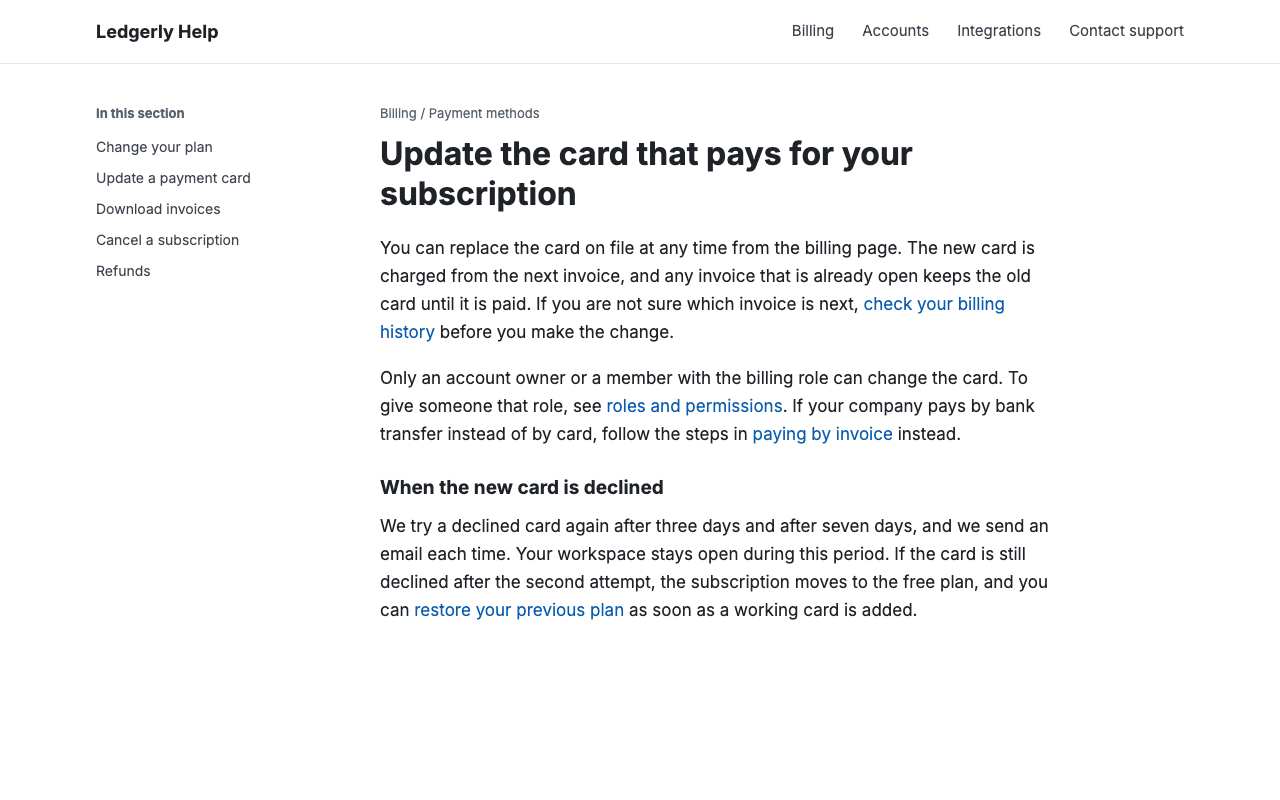 Ledgerly Help
Billing
Accounts
Integrations
Contact support
In this section
Change your plan
Update a payment card
Download invoices
Cancel a subscription
Refunds
Billing / Payment methods
Update the card that pays for your
subscription
You can replace the card on file at any time from the billing page. The new card is
charged from the next invoice, and any invoice that is already open keeps the old
card until it is paid. If you are not sure which invoice is next, check your billing
history before you make the change.
Only an account owner or a member with the billing role can change the card. To
give someone that role, see roles and permissions. If your company pays by bank
transfer instead of by card, follow the steps in paying by invoice instead.
When the new card is declined
We try a declined card again after three days and after seven days, and we send an
email each time. Your workspace stays open during this period. If the card is still
declined after the second attempt, the subscription moves to the free plan, and you
can restore your previous plan as soon as a working card is added.